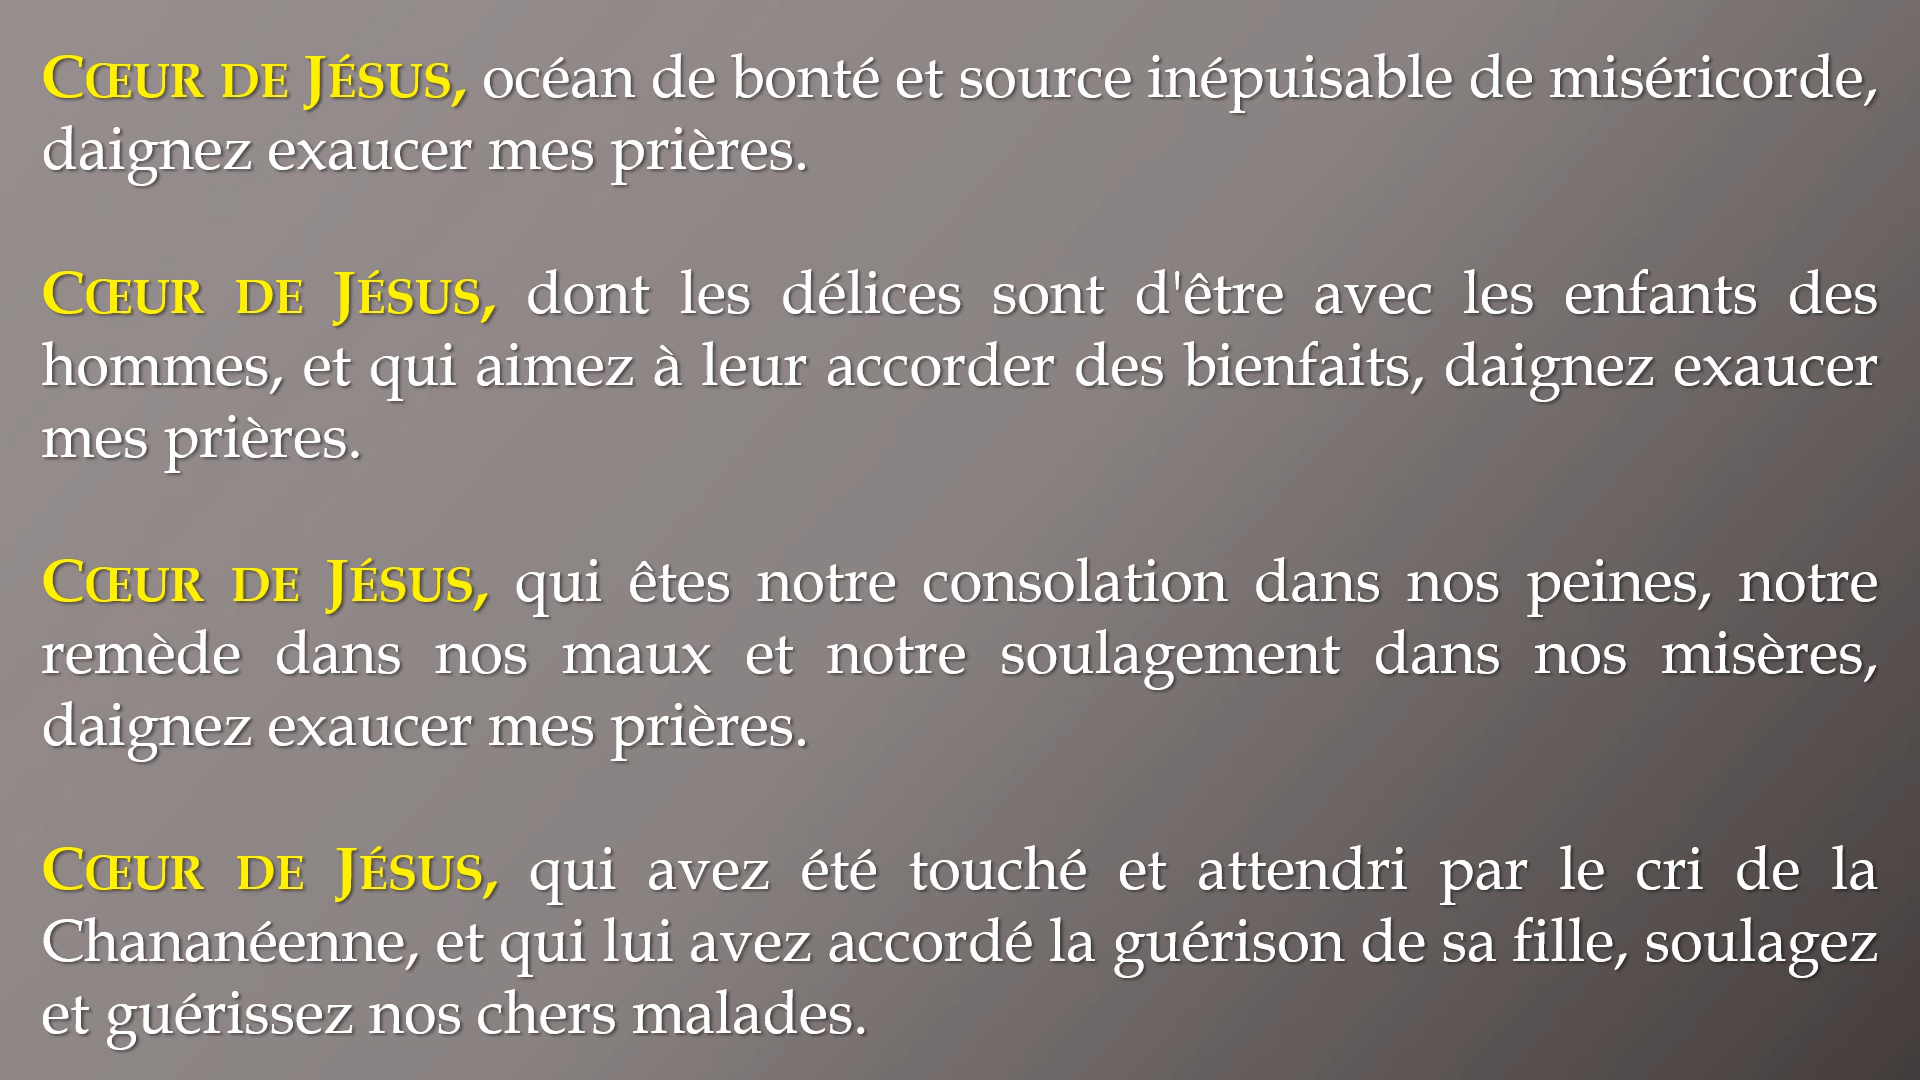 CŒUR DE JÉSUS, océan de bonté et source inépuisable de miséricorde,
daignez exaucer mes prières.
CŒUR DE JÉSUS, dont les délices sont d'être avec les enfants des
hommes, et qui aimez à leur accorder des bienfaits, daignez exaucer
mes prières.
CŒUR DE JÉSUS, qui êtes notre consolation dans nos peines, notre
remède dans nos maux et notre soulagement dans nos misères,
daignez exaucer mes prières.
CŒUR DE JÉSUS, qui avez été touché et attendri par le cri de la
Chananéenne, et qui lui avez accordé la guérison de sa fille, soulagez
et guérissez nos chers malades.